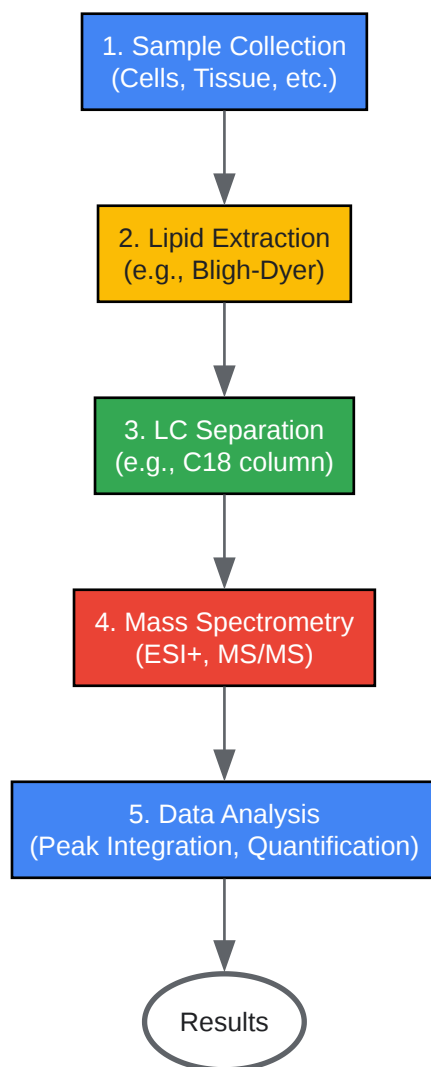 1. Sample Collection
(Cells, Tissue, etc.)
2. Lipid Extraction
(e.g., Bligh-Dyer)
3. LC Separation
(e.g., C18 column)
4. Mass Spectrometry
(ESI+, MS/MS)
5. Data Analysis
(Peak Integration, Quantification)
Results